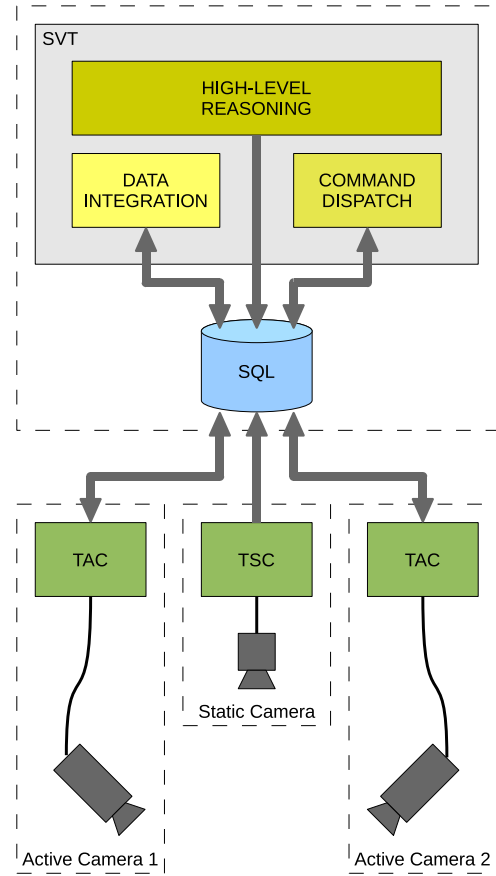 SVT
HIGH-LEVEL
REASONING
DATA
INTEGRATION
COMMAND
DISPATCH
SQL
TAC
TSC
TAC
Static Camera
Active Camera 1
Active Camera 2